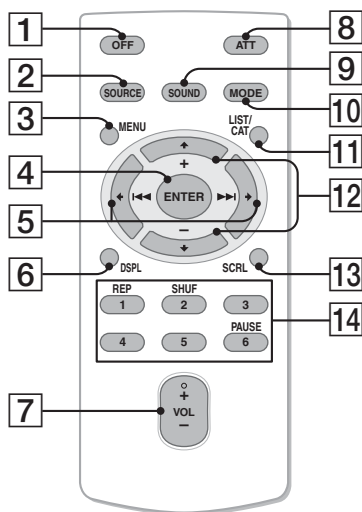 1
OFF
ATT
8
2
SOURCE
SOUND
MODE
9
10
3
MENU
LIST/
CAT
11
4
+
ENTER
12
5
–
6
DSPL
SCRL
13
REP
SHUF
1
2
3
14
PAUSE
4
5
6
7
+
VOL
–